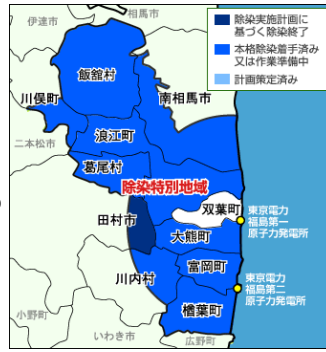 伊達市
相馬市
除染実施計画に
基づく除染終了
本格除染着手済み
又は作業準備中
計画策定済み
飯舘村
川俣町
南相馬市
二本松市
浪江町
葛尾村
除染特別地域
双葉町
田村市
大熊町
東京電力
福島第一
原子力発電所
富岡町
川内村
東京電力
福島第二
原子力発電所
楢葉町
小野町
いわき市
広野町